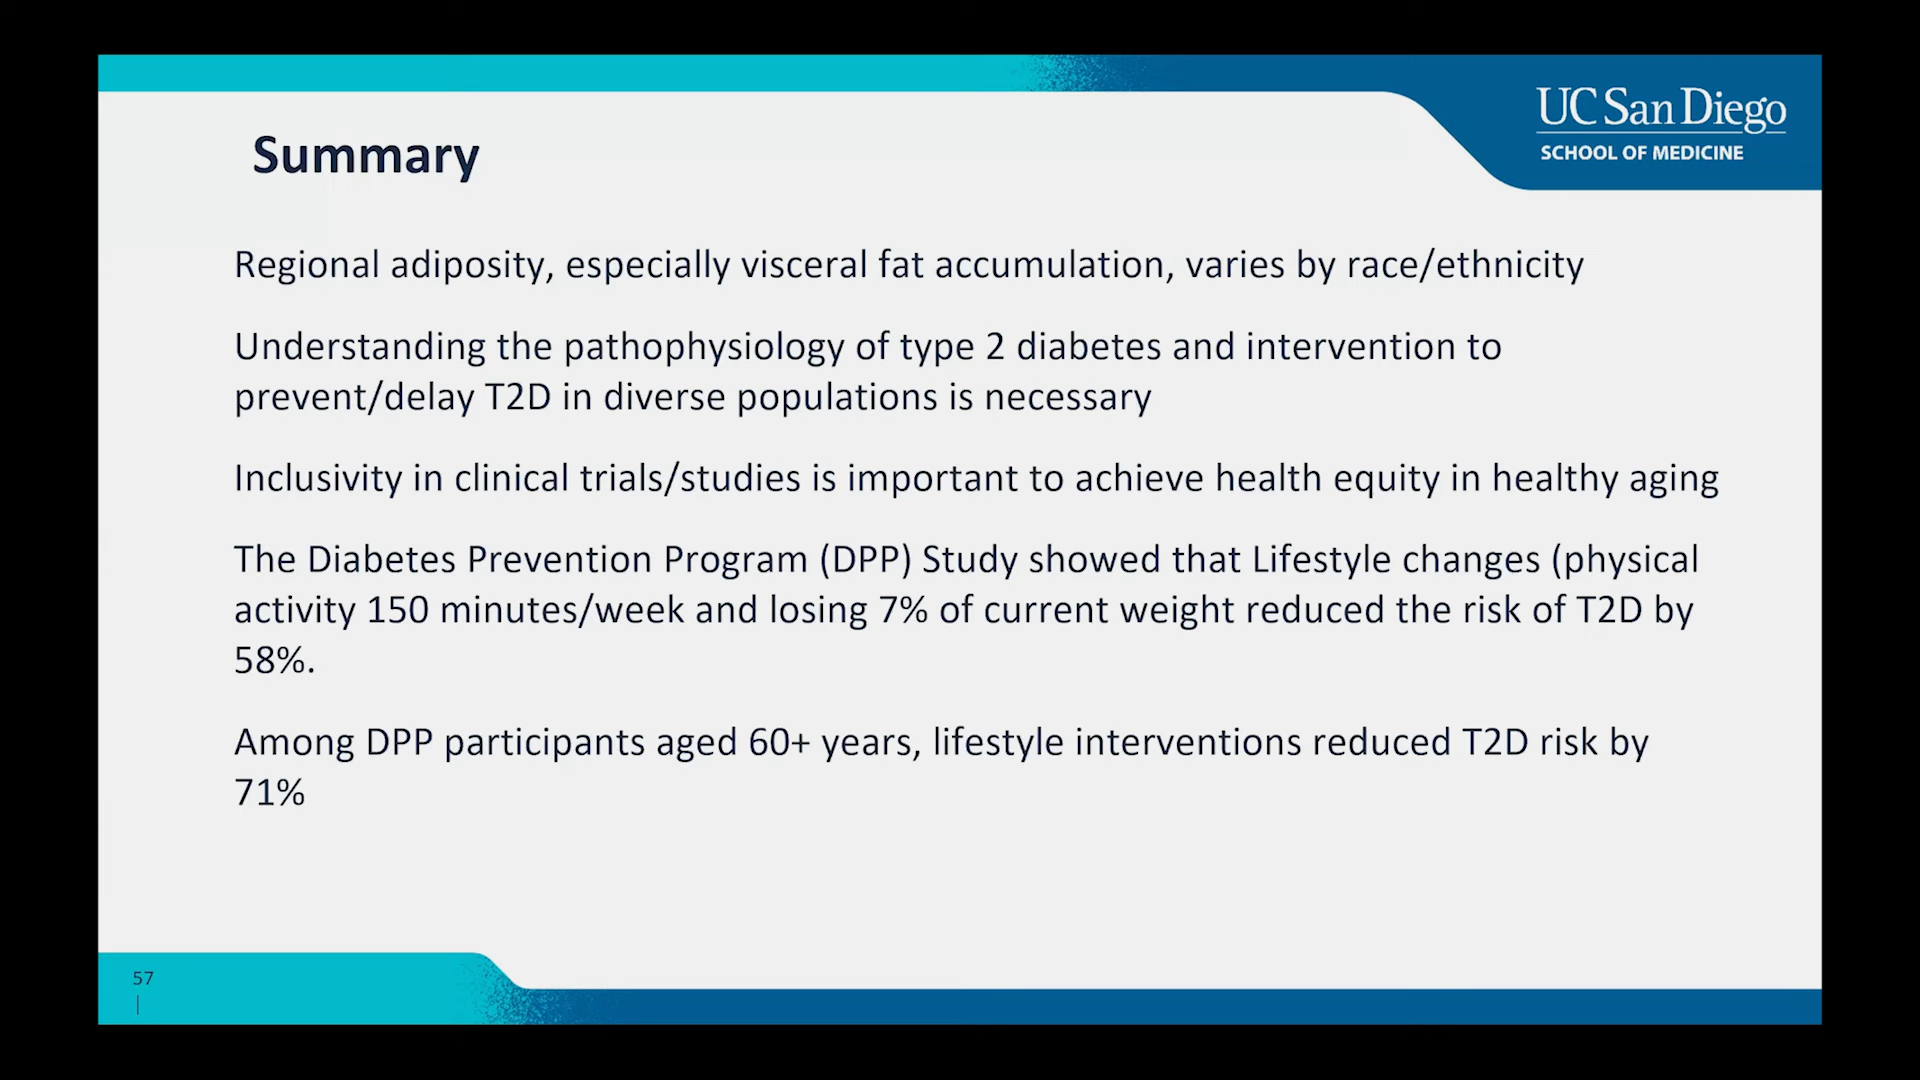 UC San Diego
SCHOOL OF MEDICINE
Summary
Regional adiposity, especially visceral fat accumulation, varies by race/ethnicity
Understanding the pathophysiology of type 2 diabetes and intervention to
prevent/delay T2D in diverse populations is necessary
Inclusivity in clinical trials/studies is important to achieve health equity in healthy aging
The Diabetes Prevention Program (DPP) Study showed that Lifestyle changes (physical
activity 150 minutes/week and losing 7% of current weight reduced the risk of T2D by
58%.
Among DPP participants aged 60+ years, lifestyle interventions reduced T2D risk by
71%
57
|